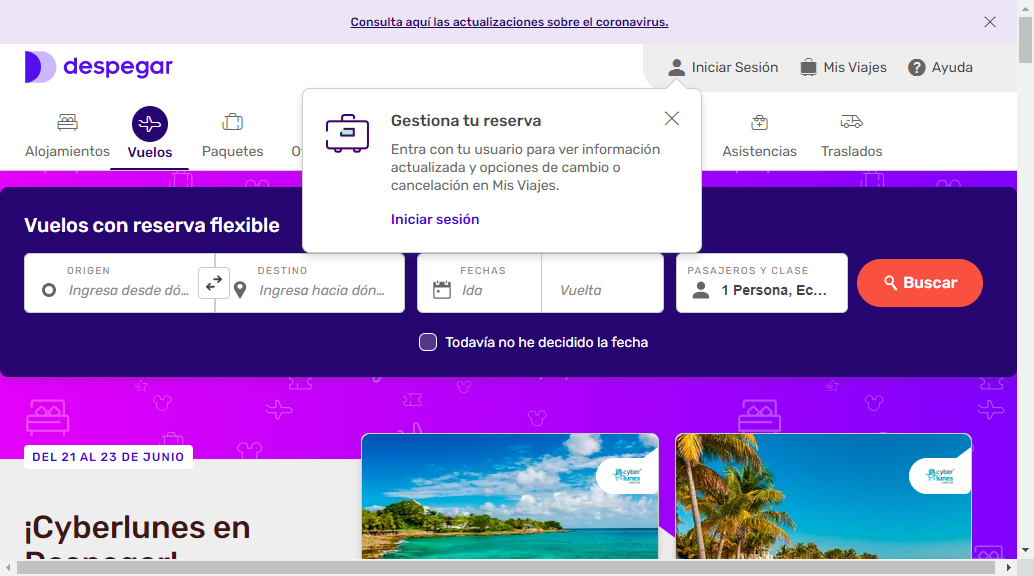 Consulta aquí las actualizaciones sobre el coronavirus.
despegar
Iniciar Sesión
Mis Viajes
Ayuda
Alojamientos
Vuelos
Paquetes
Asistencias
Traslados
Gestiona tu reserva
Entra con tu usuario para ver información
actualizada y opciones de cambio o
cancelación en Mis Viajes.
Iniciar sesión
Vuelos con reserva flexible
ORIGEN
Ingresa desde dó...
DESTINO
Ingresa hacia dón...
FECHAS
Ida
Vuelta
PASAJEROS Y CLASE
1 Persona, Ec...
Buscar
Todavía no he decidido la fecha
DEL 21 AL 23 DE JUNIO
¡Cyberlunes en
Despegar!
cyber
lunes
cyber
lunes